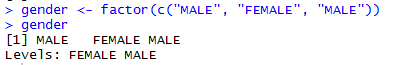 > gender <- factor(c("MALE", "FEMALE", "MALE"))
> gender
[1] MALE   FEMALE MALE
Levels: FEMALE MALE